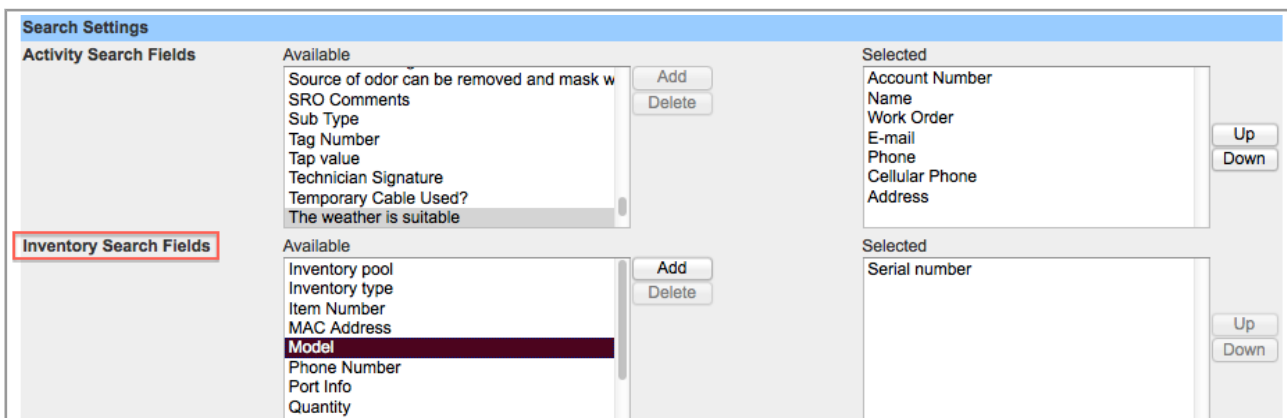 Search Settings
Activity Search Fields
Available
Source of odor can be removed and mask w
SRO Comments
Sub Type
Tag Number
Tap value
Technician Signature
Temporary Cable Used?
The weather is suitable
Add
Delete
Selected
Account Number
Name
Work Order
E-mail
Phone
Cellular Phone
Address
Up
Down
Inventory Search Fields
Available
Inventory pool
Inventory type
Item Number
MAC Address
Model
Phone Number
Port Info
Quantity
Add
Delete
Selected
Serial number
Up
Down